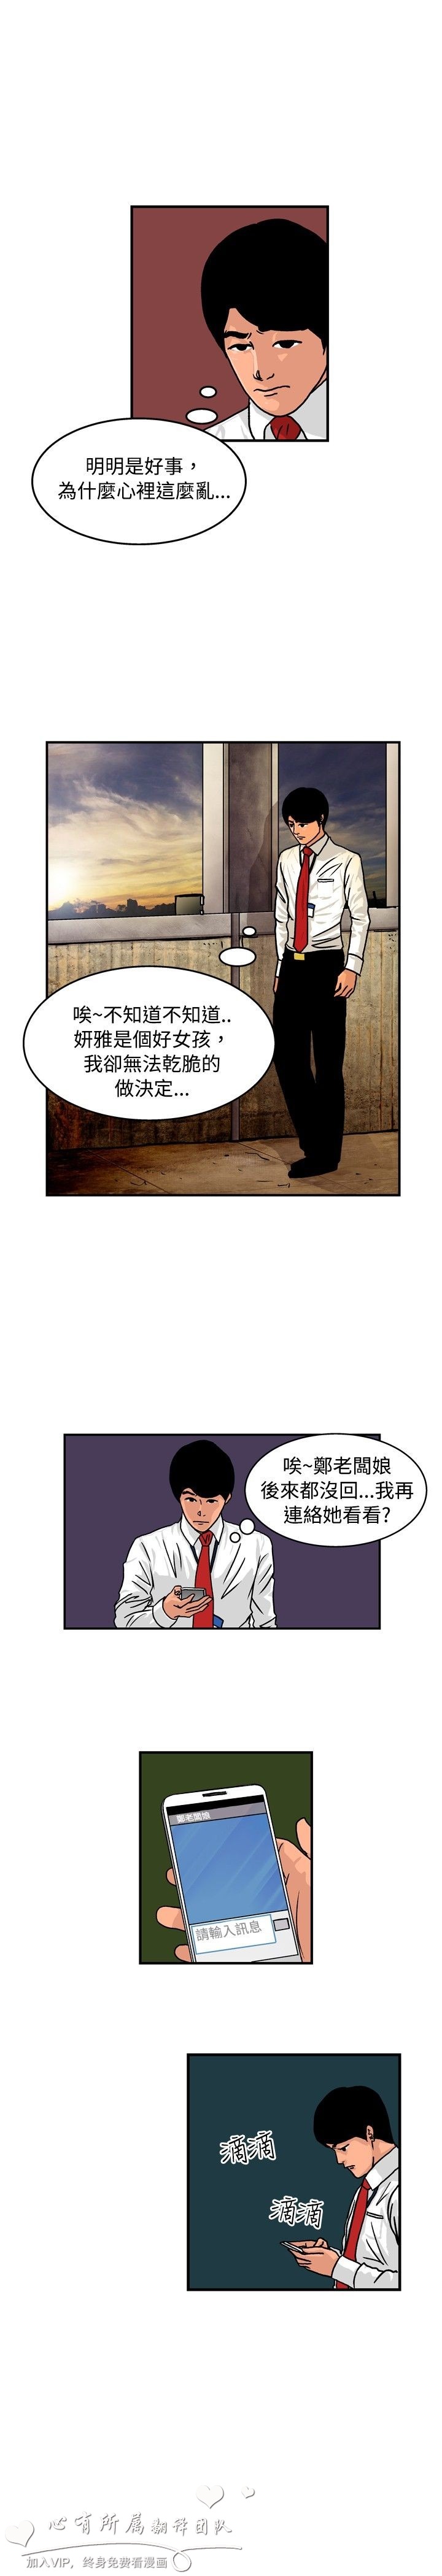 明明是好事，
為什麼心裡這麼亂...
唉~不知道不知道..
妍雅是個好女孩，
我卻無法乾脆的
做決定...
唉~鄭老闆娘
後來都沒回...我再
連絡她看看?
鄭老闆娘
請輸入訊息
滴滴
滴滴
心有所属翻译团队
加入VIP，终身免费看漫画